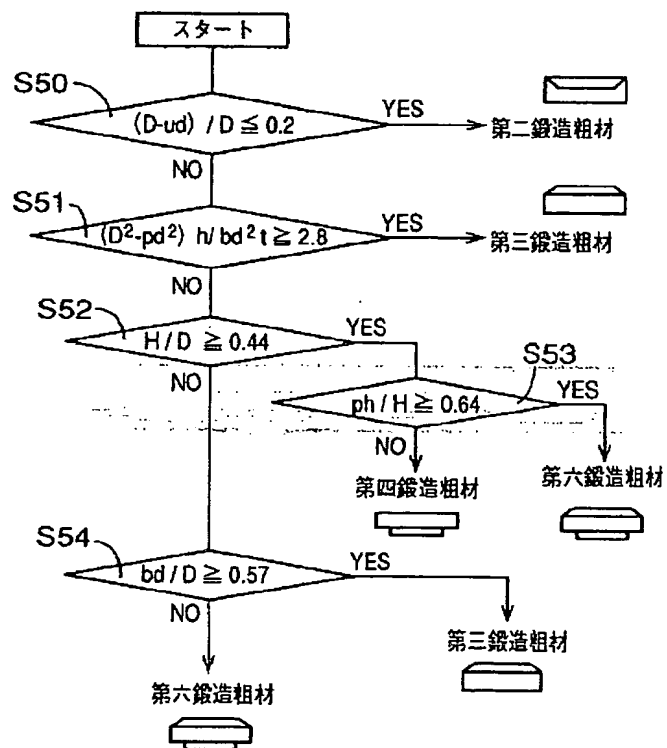 スタート
S50
(D-ud) / D ≦ 0.2
YES
第二鍛造粗材
NO
S51
(D²-pd²) h/bd² t ≧ 2.8
YES
第三鍛造粗材
NO
S52
H/D ≧ 0.44
YES
NO
S53
ph/H ≧ 0.64
YES
NO
第四鍛造粗材
第六鍛造粗材
S54
bd/D ≧ 0.57
YES
NO
第三鍛造粗材
第六鍛造粗材